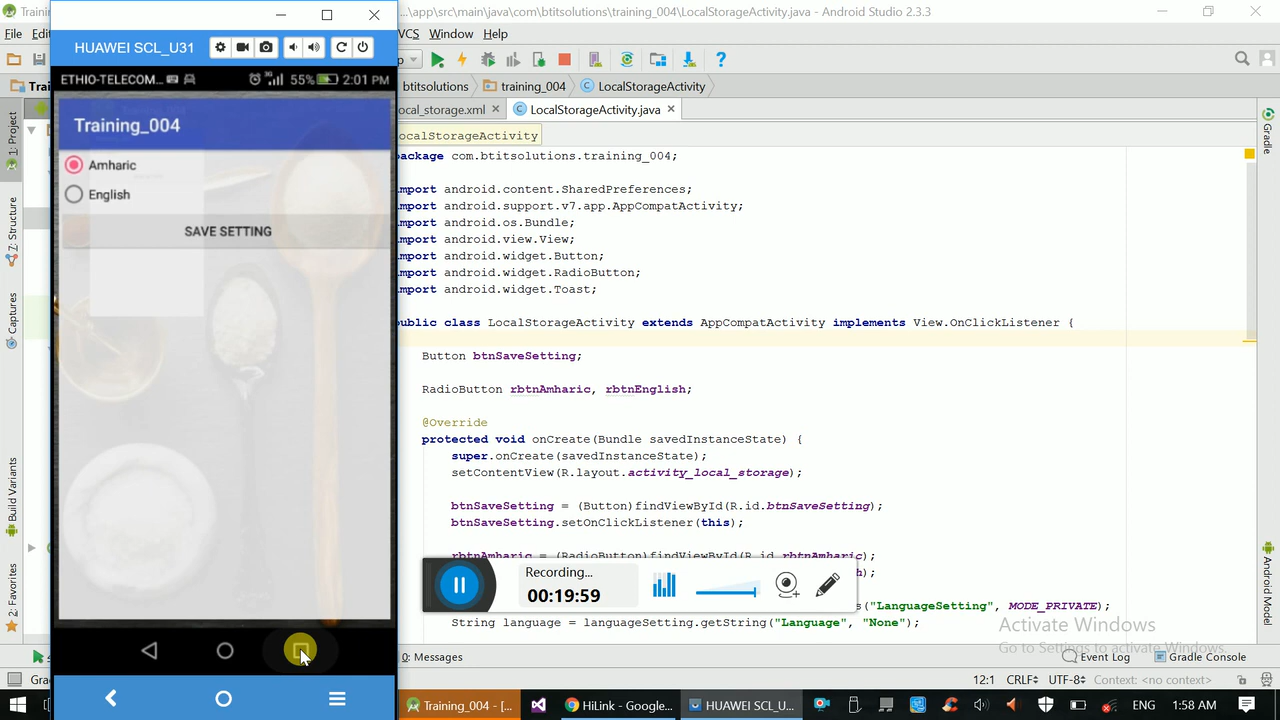 ...\app\src\main\java\com\btitsolutions\training_004\LocalStorageActivity.java - Android Studio 2.3.3
File
VCS Window Help
HUAWEI SCL_U31
ETHIO-TELECOM... 55% 2:01 PM
btitsolutions training_004 LocalStorageActivity
ocal_storage.xml LocalStorageActivity.java
ocalStorageActivity
Training_004
Amharic
English
SAVE SETTING
ackage com.btitsolutions.training_004;
mport android.content.SharedPreferences;
mport android.support.v7.app.AppCompatActivity;
mport android.os.Bundle;
mport android.view.View;
mport android.widget.Button;
mport android.widget.RadioButton;
mport android.widget.Toast;
ublic class LocalStorageActivity extends AppCompatActivity implements View.OnClickListener {
Button btnSaveSetting;
RadioButton rbtnAmharic, rbtnEnglish;
@Override
protected void onCreate(Bundle savedInstanceState) {
super.onCreate(savedInstanceState);
setContentView(R.layout.activity_local_storage);
btnSaveSetting = (Button)findViewById(R.id.btnSaveSetting);
btnSaveSetting.setOnClickListener(this);
rbtnAmharic = (RadioButton)findViewById(R.id.rbtnAmharic);
h);
s("LanguageSetting", MODE_PRIVATE);
String language = languageSetting.getString("Language", "None");
Recording...
00:19:59
1: Project
7: Structure
Captures
Build Variants
2: Favorites
Gradle
Android Model
Activate Windows
Go to Settings to activate Windows.
0: Messages
Event Log Gradle Console
12:1 CRLF UTF-8 Context: <no context>
Training_004 - [...
HiLink - Google...
HUAWEI SCL_U...
ENG 1:58 AM